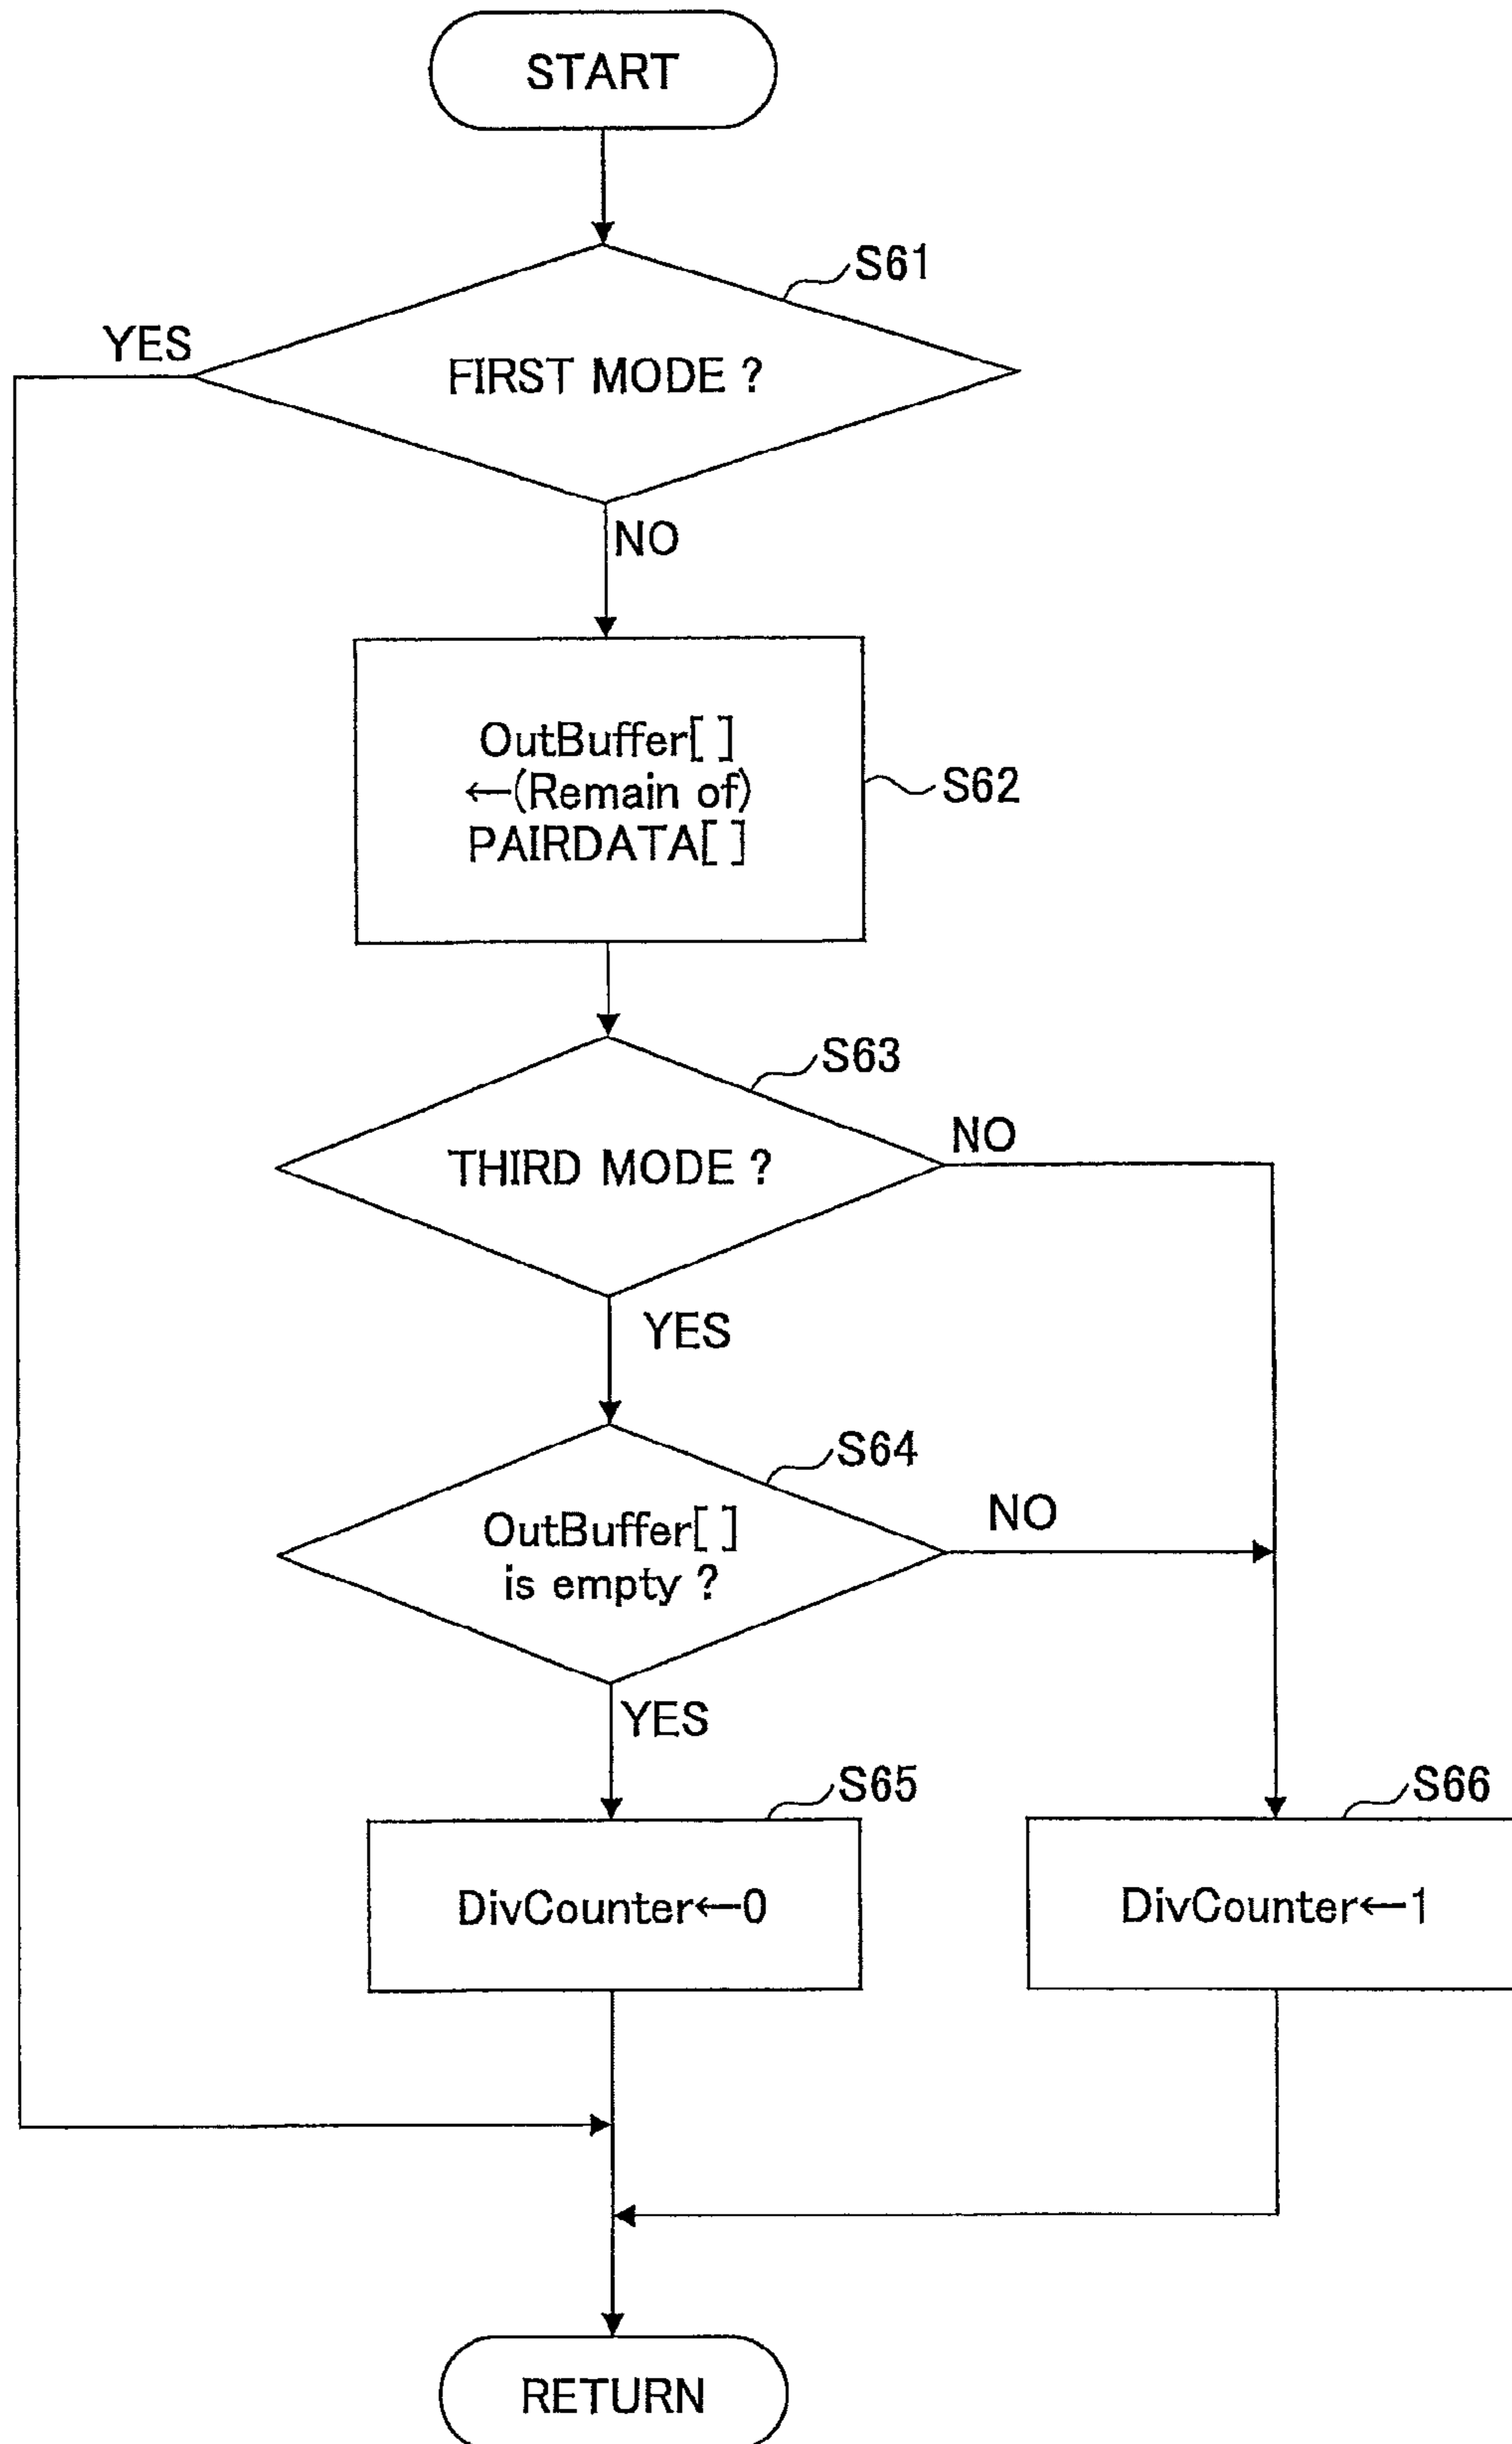 START
S61
YES
FIRST MODE ?
NO
OutBuffer[ ]
←(Remain of)
PAIRDATA[ ]
S62
S63
NO
THIRD MODE ?
YES
S64
NO
OutBuffer[ ]
is empty ?
YES
S65
S66
DivCounter←0
DivCounter←1
RETURN